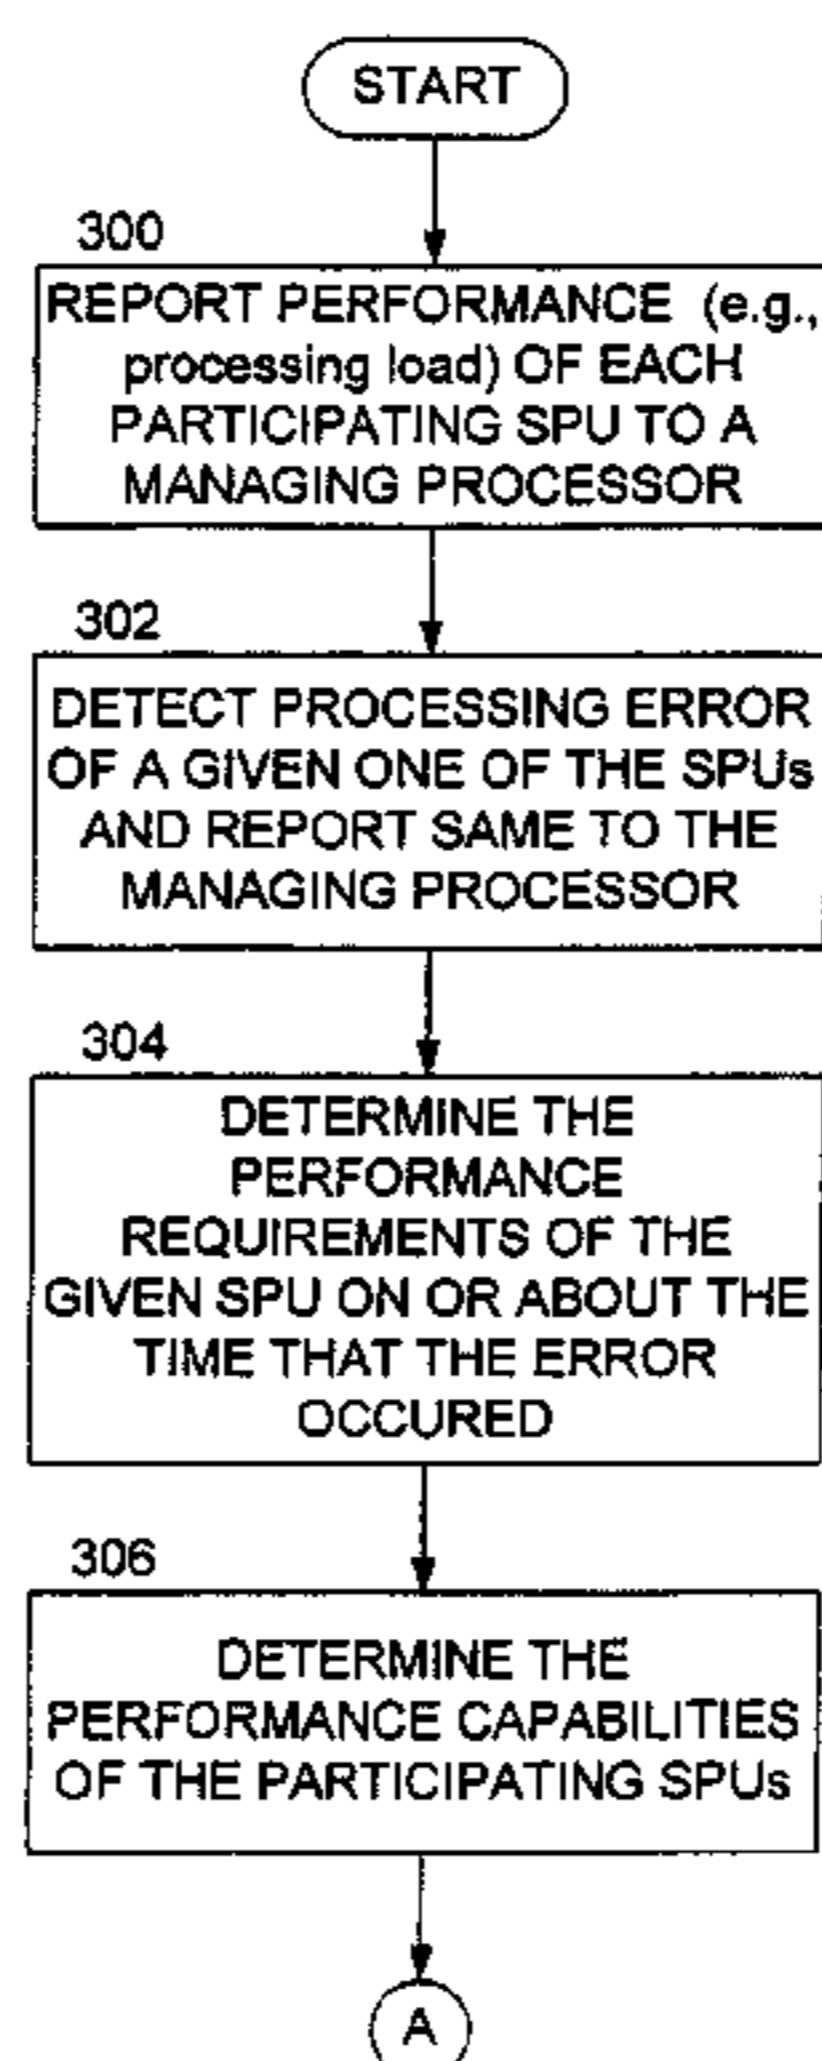 START
300
REPORT PERFORMANCE (e.g.,
processing load) OF EACH
PARTICIPATING SPU TO A
MANAGING PROCESSOR
302
DETECT PROCESSING ERROR
OF A GIVEN ONE OF THE SPUs
AND REPORT SAME TO THE
MANAGING PROCESSOR
304
DETERMINE THE
PERFORMANCE
REQUIREMENTS OF THE
GIVEN SPU ON OR ABOUT THE
TIME THAT THE ERROR
OCCURED
306
DETERMINE THE
PERFORMANCE CAPABILITIES
OF THE PARTICIPATING SPUs
A